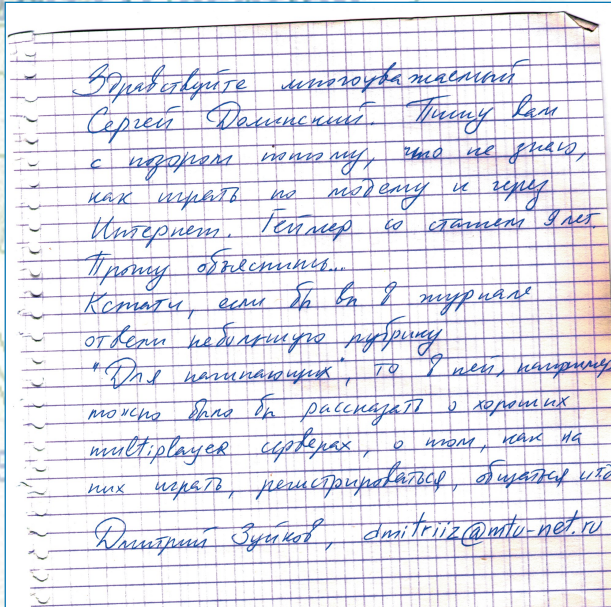 Здравствуйте многоуважаемый
Сергей Долинский. Пишу вам
с позором потому, что не знаю,
как играть по модему и через
Интернет. Геймер со стажем 9 лет.
Прошу объяснить...
Кстати, если бы вы в журнале
отвели небольшую рубрику
"Для начинающих", то в ней, например
можно было бы рассказать о хороших
multiplayer серверах, о том, как на
них играть, регистрироваться, общаться итд
Дмитрий Зуйков, dmitriiz@mtu-net.ru